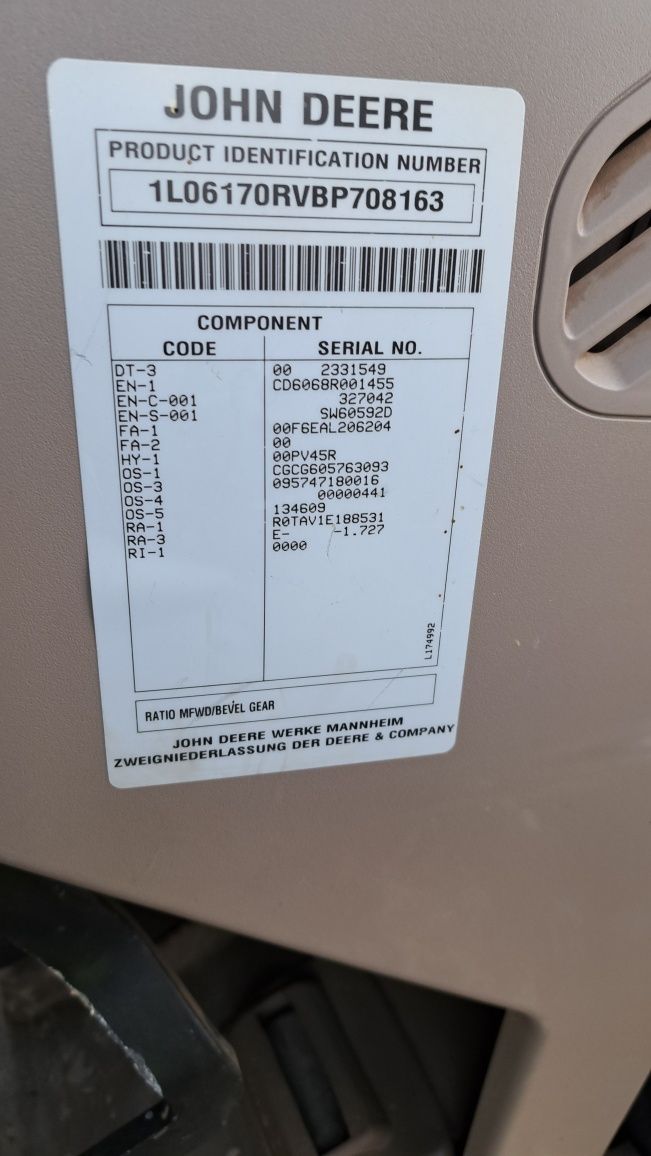 JOHN DEERE
PRODUCT IDENTIFICATION NUMBER
1L06170RVBP708163
COMPONENT
CODE SERIAL NO.
DT-3 00 2331549
EN-1 CD6068R001455
EN-C-001 327042
EN-S-001 SW60592D
FA-1 00F6EAL206204
FA-2 00
HY-1 00PV45R
OS-1 CGCG605763093
OS-3 095747180016
OS-4 00000441
OS-5 134609
RA-1 R0TAV1E188531
RA-3 E- -1.727
RI-1 0000
L174992
RATIO MFWD/BEVEL GEAR
JOHN DEERE WERKE MANNHEIM
ZWEIGNIEDERLASSUNG DER DEERE & COMPANY